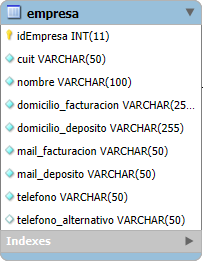 empresa
idEmpresa INT(11)
cuit VARCHAR(50)
nombre VARCHAR(100)
domicilio_facturacion VARCHAR(25...
domicilio_deposito VARCHAR(255)
mail_facturacion VARCHAR(50)
mail_deposito VARCHAR(50)
telefono VARCHAR(50)
telefono_alternativo VARCHAR(50)
Indexes